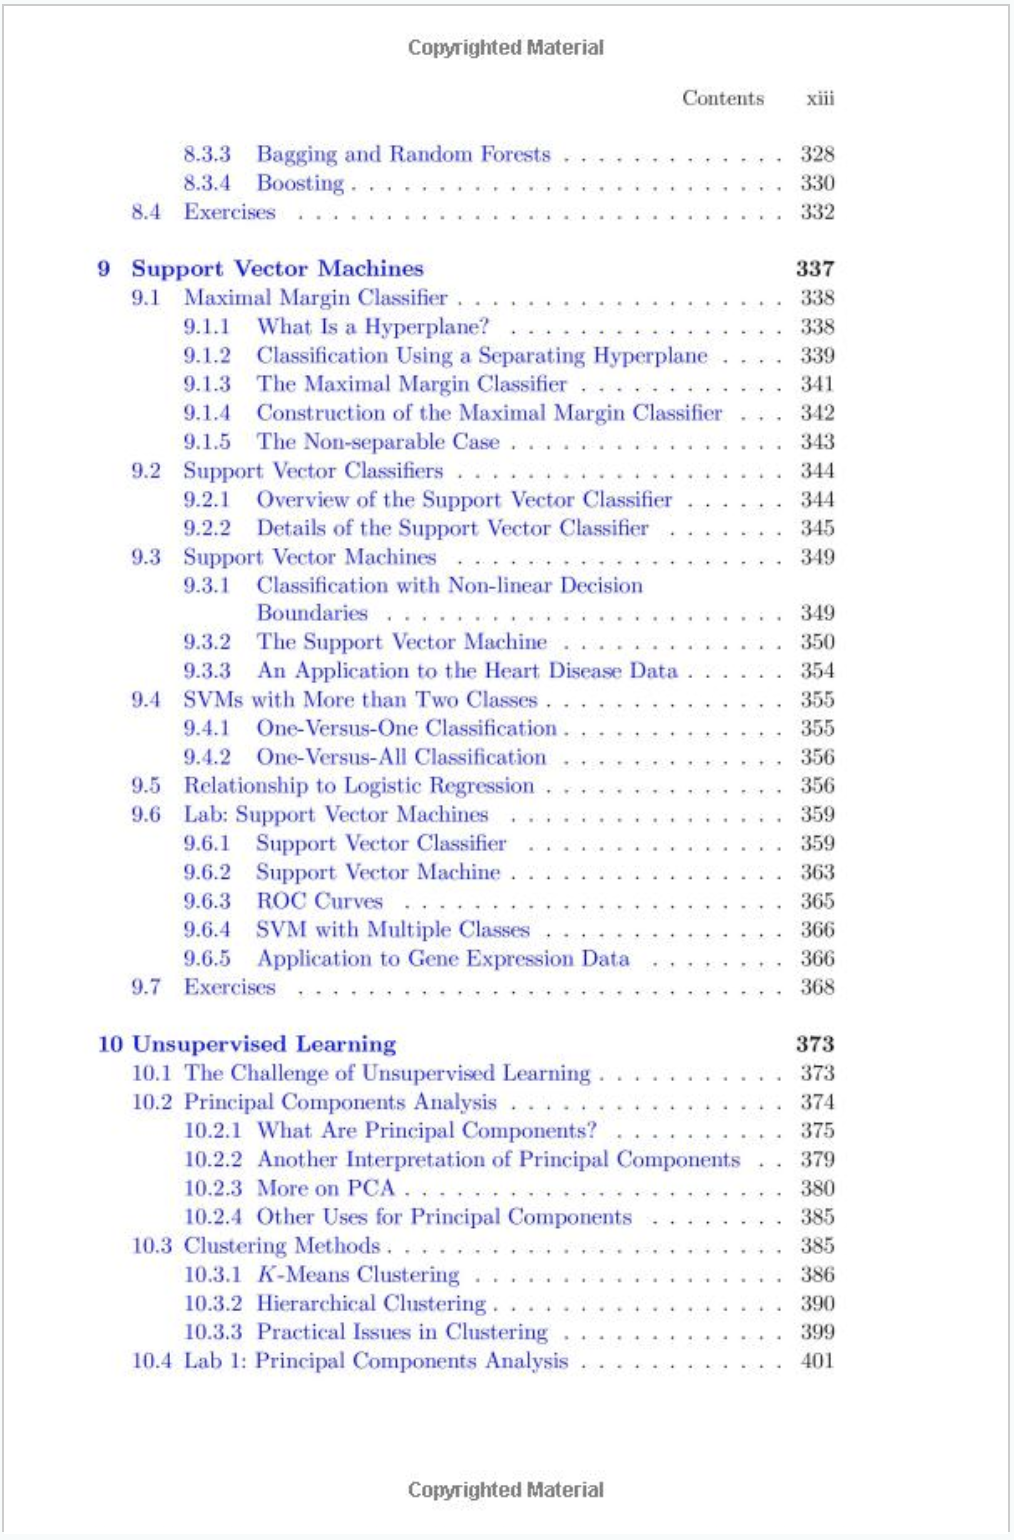 Copyrighted Material
Contents xiii
8.3.3 Bagging and Random Forests . . . . . . . . . . . . . 328
8.3.4 Boosting . . . . . . . . . . . . . . . . . . . . . . . . . 330
8.4 Exercises . . . . . . . . . . . . . . . . . . . . . . . . . . . . 332
9 Support Vector Machines 337
9.1 Maximal Margin Classifier . . . . . . . . . . . . . . . . . . . 338
9.1.1 What Is a Hyperplane? . . . . . . . . . . . . . . . . 338
9.1.2 Classification Using a Separating Hyperplane . . . . 339
9.1.3 The Maximal Margin Classifier . . . . . . . . . . . . 341
9.1.4 Construction of the Maximal Margin Classifier . . . 342
9.1.5 The Non-separable Case . . . . . . . . . . . . . . . . 343
9.2 Support Vector Classifiers . . . . . . . . . . . . . . . . . . . 344
9.2.1 Overview of the Support Vector Classifier . . . . . . 344
9.2.2 Details of the Support Vector Classifier . . . . . . . 345
9.3 Support Vector Machines . . . . . . . . . . . . . . . . . . . 349
9.3.1 Classification with Non-linear Decision
Boundaries . . . . . . . . . . . . . . . . . . . . . . . 349
9.3.2 The Support Vector Machine . . . . . . . . . . . . . 350
9.3.3 An Application to the Heart Disease Data . . . . . . 354
9.4 SVMs with More than Two Classes . . . . . . . . . . . . . . 355
9.4.1 One-Versus-One Classification . . . . . . . . . . . . . 355
9.4.2 One-Versus-All Classification . . . . . . . . . . . . . 356
9.5 Relationship to Logistic Regression . . . . . . . . . . . . . . 356
9.6 Lab: Support Vector Machines . . . . . . . . . . . . . . . . 359
9.6.1 Support Vector Classifier . . . . . . . . . . . . . . . 359
9.6.2 Support Vector Machine . . . . . . . . . . . . . . . . 363
9.6.3 ROC Curves . . . . . . . . . . . . . . . . . . . . . . 365
9.6.4 SVM with Multiple Classes . . . . . . . . . . . . . . 366
9.6.5 Application to Gene Expression Data . . . . . . . . 366
9.7 Exercises . . . . . . . . . . . . . . . . . . . . . . . . . . . . 368
10 Unsupervised Learning 373
10.1 The Challenge of Unsupervised Learning . . . . . . . . . . . 373
10.2 Principal Components Analysis . . . . . . . . . . . . . . . . 374
10.2.1 What Are Principal Components? . . . . . . . . . . 375
10.2.2 Another Interpretation of Principal Components . . 379
10.2.3 More on PCA . . . . . . . . . . . . . . . . . . . . . . 380
10.2.4 Other Uses for Principal Components . . . . . . . . 385
10.3 Clustering Methods . . . . . . . . . . . . . . . . . . . . . . . 385
10.3.1 K-Means Clustering . . . . . . . . . . . . . . . . . . 386
10.3.2 Hierarchical Clustering . . . . . . . . . . . . . . . . . 390
10.3.3 Practical Issues in Clustering . . . . . . . . . . . . . 399
10.4 Lab 1: Principal Components Analysis . . . . . . . . . . . . 401
Copyrighted Material